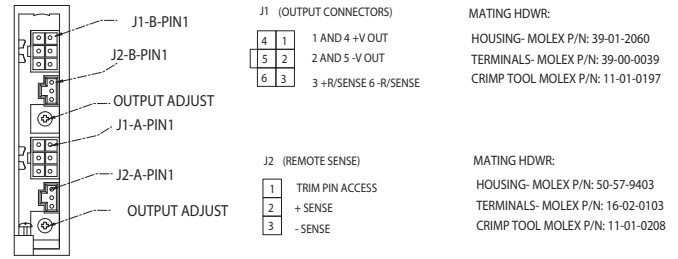 J1-B-PIN1
J2-B-PIN1
OUTPUT ADJUST
J1-A-PIN1
J2-A-PIN1
OUTPUT ADJUST
J1 (OUTPUT CONNECTORS)
4 1 1 AND 4 +V OUT
5 2 2 AND 5 -V OUT
6 3 3 +R/SENSE 6 -R/SENSE
MATING HDWR:
HOUSING- MOLEX P/N: 39-01-2060
TERMINALS- MOLEX P/N: 39-00-0039
CRIMP TOOL MOLEX P/N: 11-01-0197
J2 (REMOTE SENSE)
1 TRIM PIN ACCESS
2 + SENSE
3 - SENSE
MATING HDWR:
HOUSING- MOLEX P/N: 50-57-9403
TERMINALS- MOLEX P/N: 16-02-0103
CRIMP TOOL MOLEX P/N: 11-01-0208